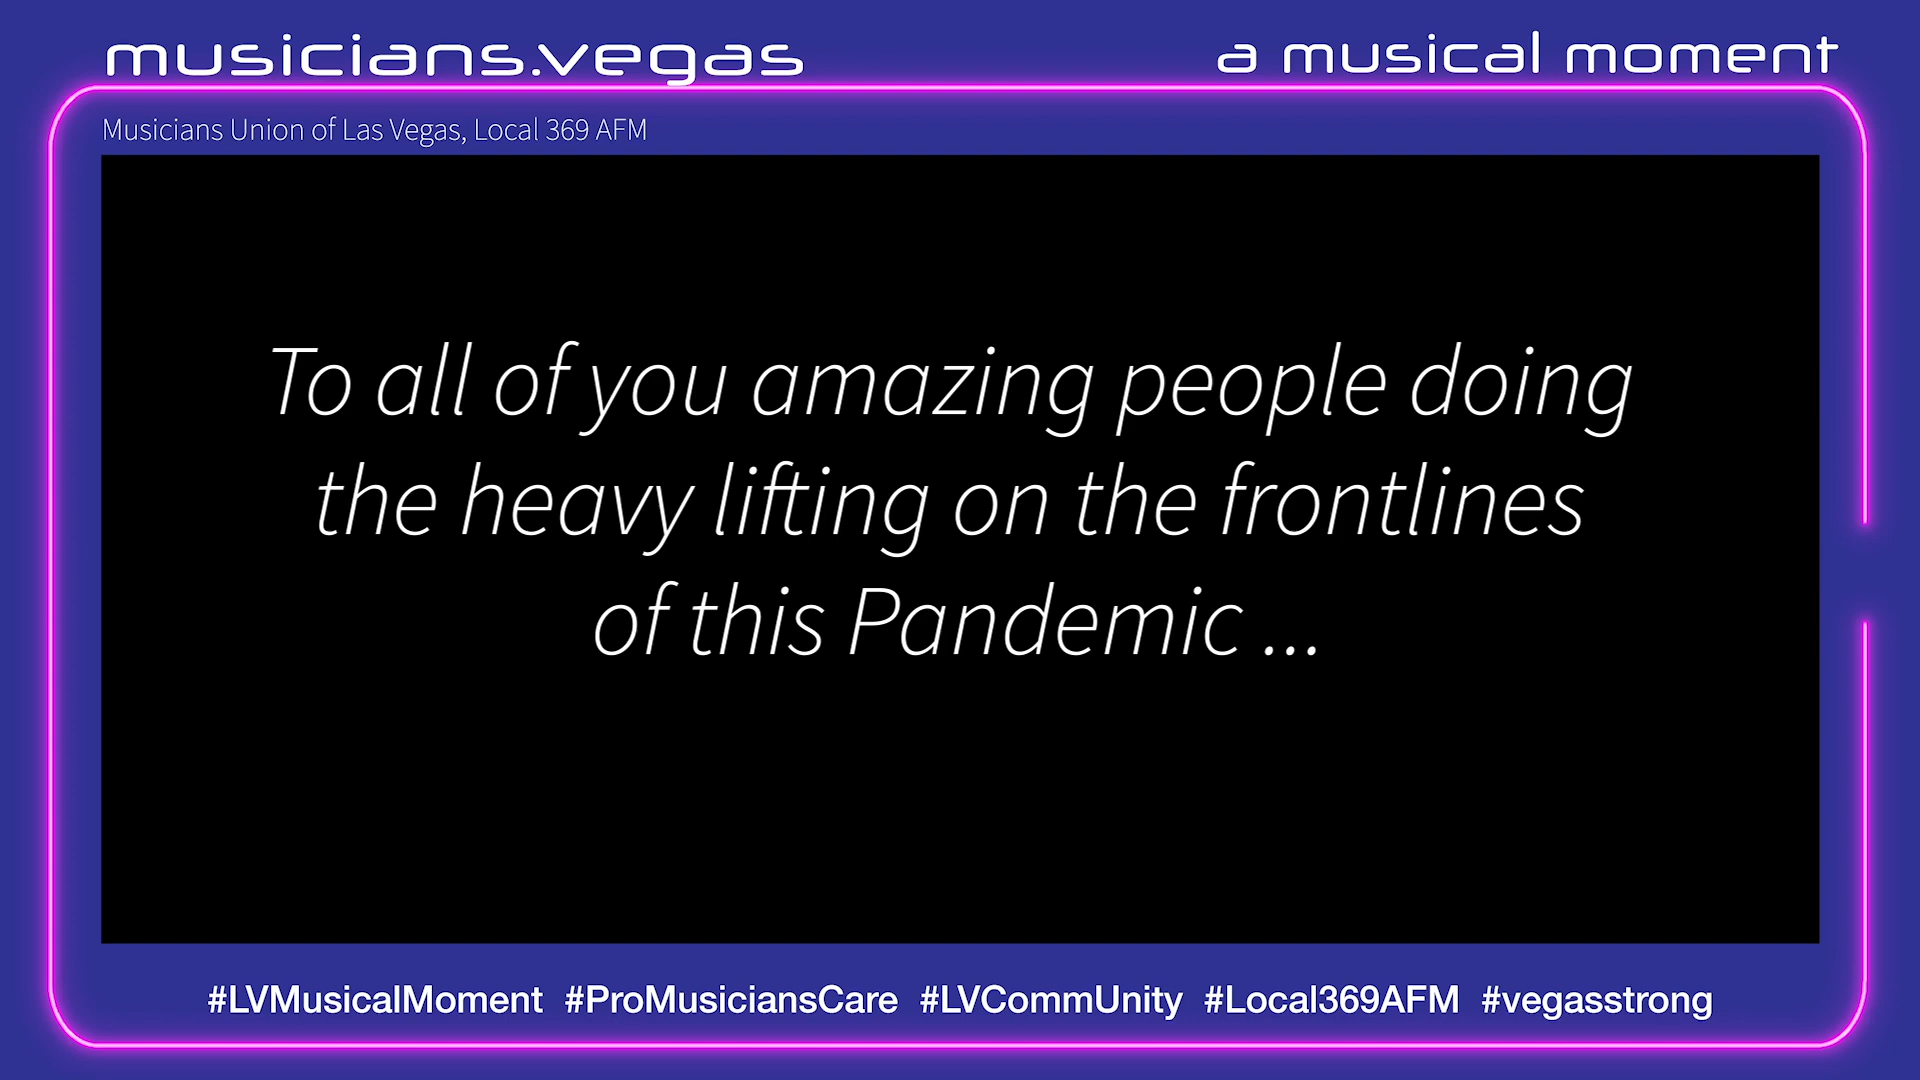 musicians.vegas
a musical moment
Musicians Union of Las Vegas, Local 369 AFM
To all of you amazing people doing
the heavy lifting on the frontlines
of this Pandemic ...
#LVMusicalMoment #ProMusiciansCare #LVCommUnity #Local369AFM #vegasstrong